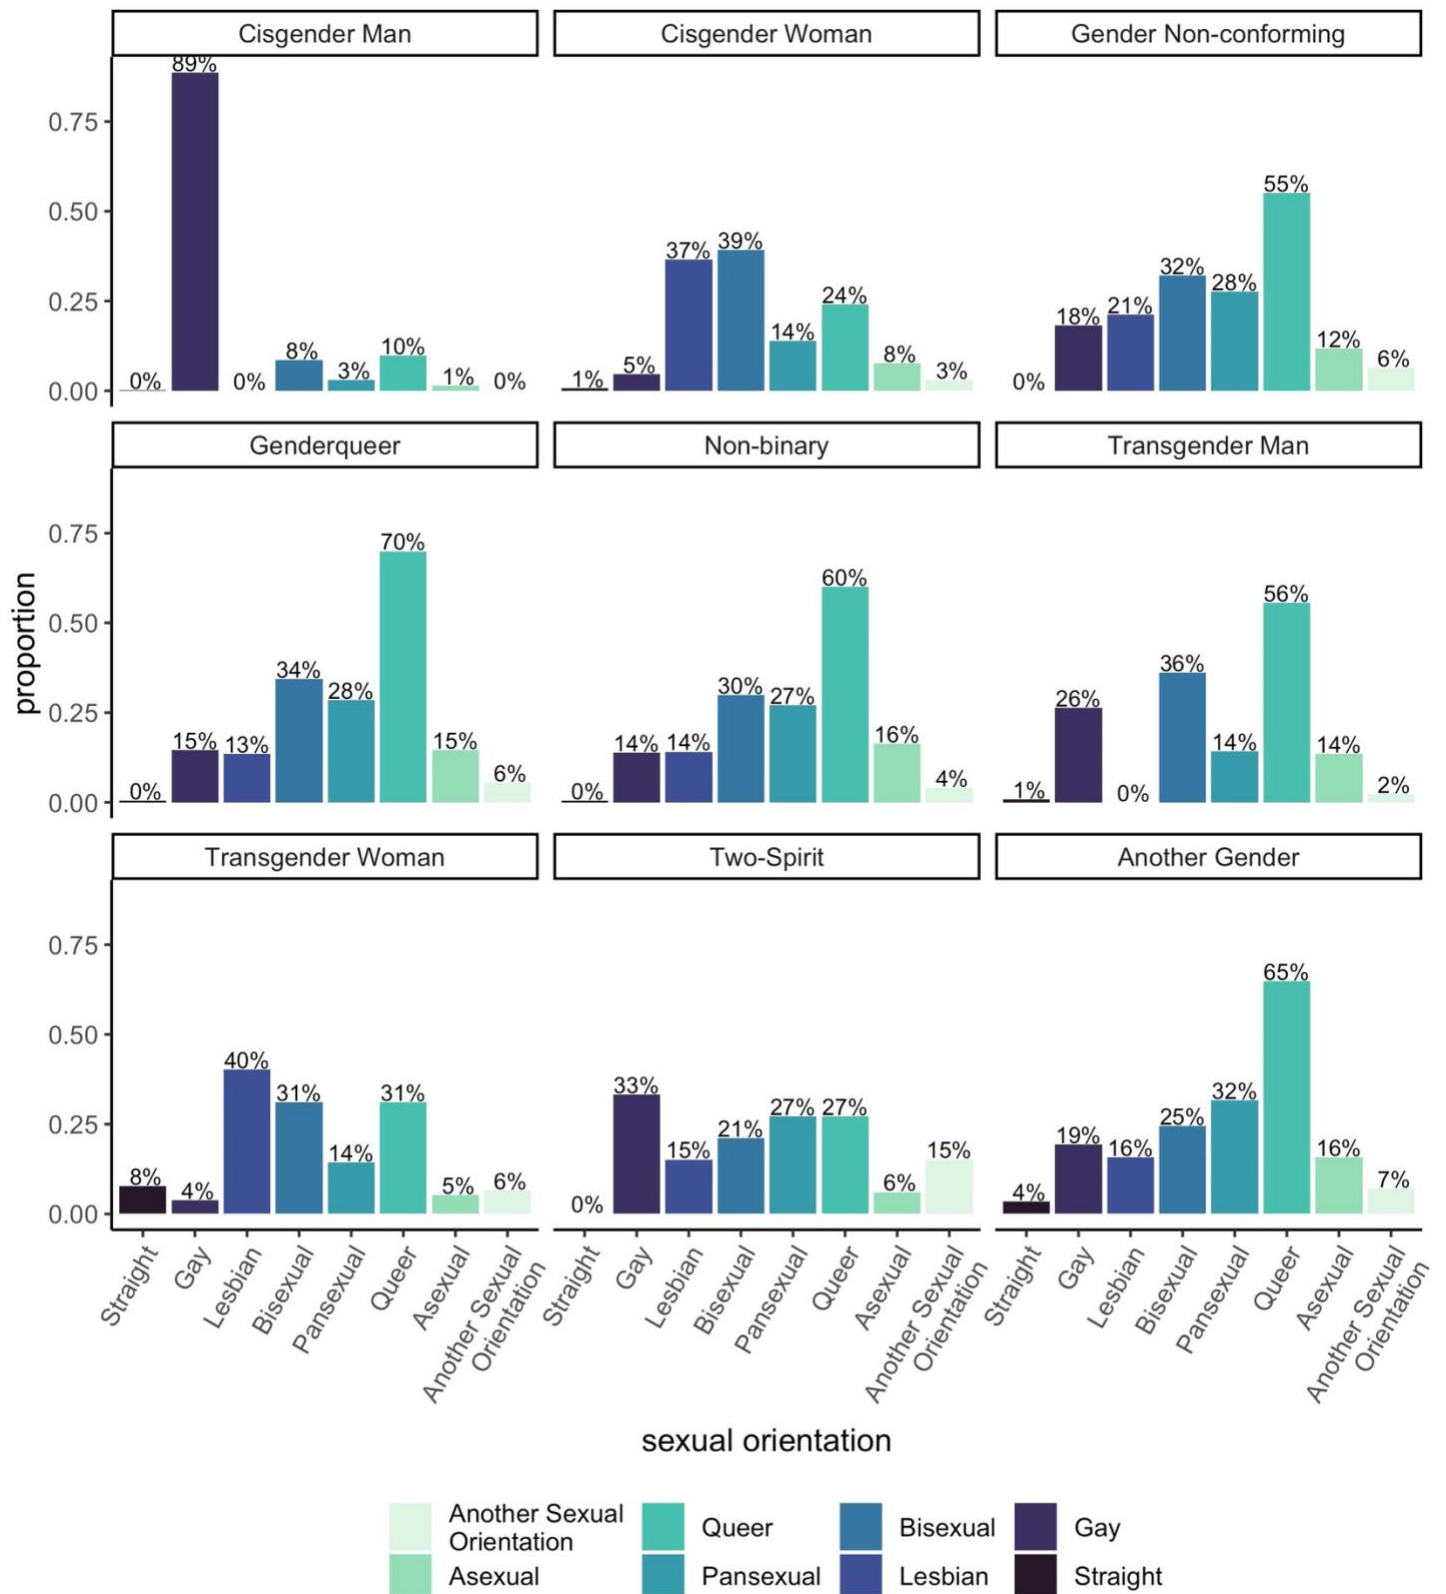 Cisgender Man
Cisgender Woman
Gender Non-conforming
0.75
0.50
0.25
0.00
0%
89%
0%
8%
3%
10%
1%
0%
1%
5%
37%
39%
14%
24%
8%
3%
0%
18%
21%
32%
28%
55%
12%
6%
Genderqueer
Non-binary
Transgender Man
proportion
0.75
0.50
0.25
0.00
0%
15%
13%
34%
28%
70%
15%
6%
0%
14%
14%
30%
27%
60%
16%
4%
1%
26%
0%
36%
14%
56%
14%
2%
Transgender Woman
Two-Spirit
Another Gender
0.75
0.50
0.25
0.00
8%
4%
40%
31%
14%
31%
5%
6%
0%
33%
15%
21%
27%
27%
6%
15%
4%
19%
16%
25%
32%
65%
16%
7%
Straight
Gay
Lesbian
Bisexual
Pansexual
Queer
Asexual
Another Sexual
Orientation
Straight
Gay
Lesbian
Bisexual
Pansexual
Queer
Asexual
Another Sexual
Orientation
Straight
Gay
Lesbian
Bisexual
Pansexual
Queer
Asexual
Another Sexual
Orientation
sexual orientation
Another Sexual
Orientation
Asexual
Queer
Pansexual
Bisexual
Lesbian
Gay
Straight